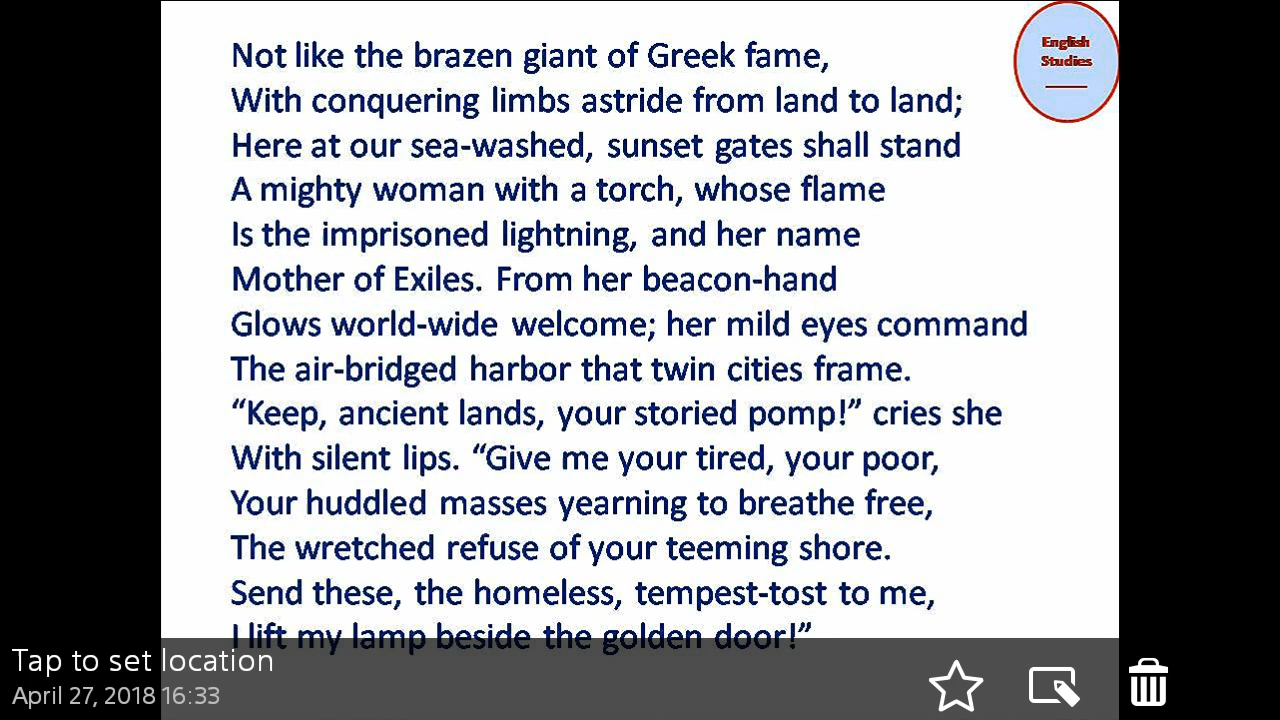 Not like the brazen giant of Greek fame,
With conquering limbs astride from land to land;
Here at our sea-washed, sunset gates shall stand
A mighty woman with a torch, whose flame
Is the imprisoned lightning, and her name
Mother of Exiles. From her beacon-hand
Glows world-wide welcome; her mild eyes command
The air-bridged harbor that twin cities frame.
“Keep, ancient lands, your storied pomp!” cries she
With silent lips. “Give me your tired, your poor,
Your huddled masses yearning to breathe free,
The wretched refuse of your teeming shore.
Send these, the homeless, tempest-tost to me,
I lift my lamp beside the golden door!”
English
Studies
Tap to set location
April 27, 2018 16:33